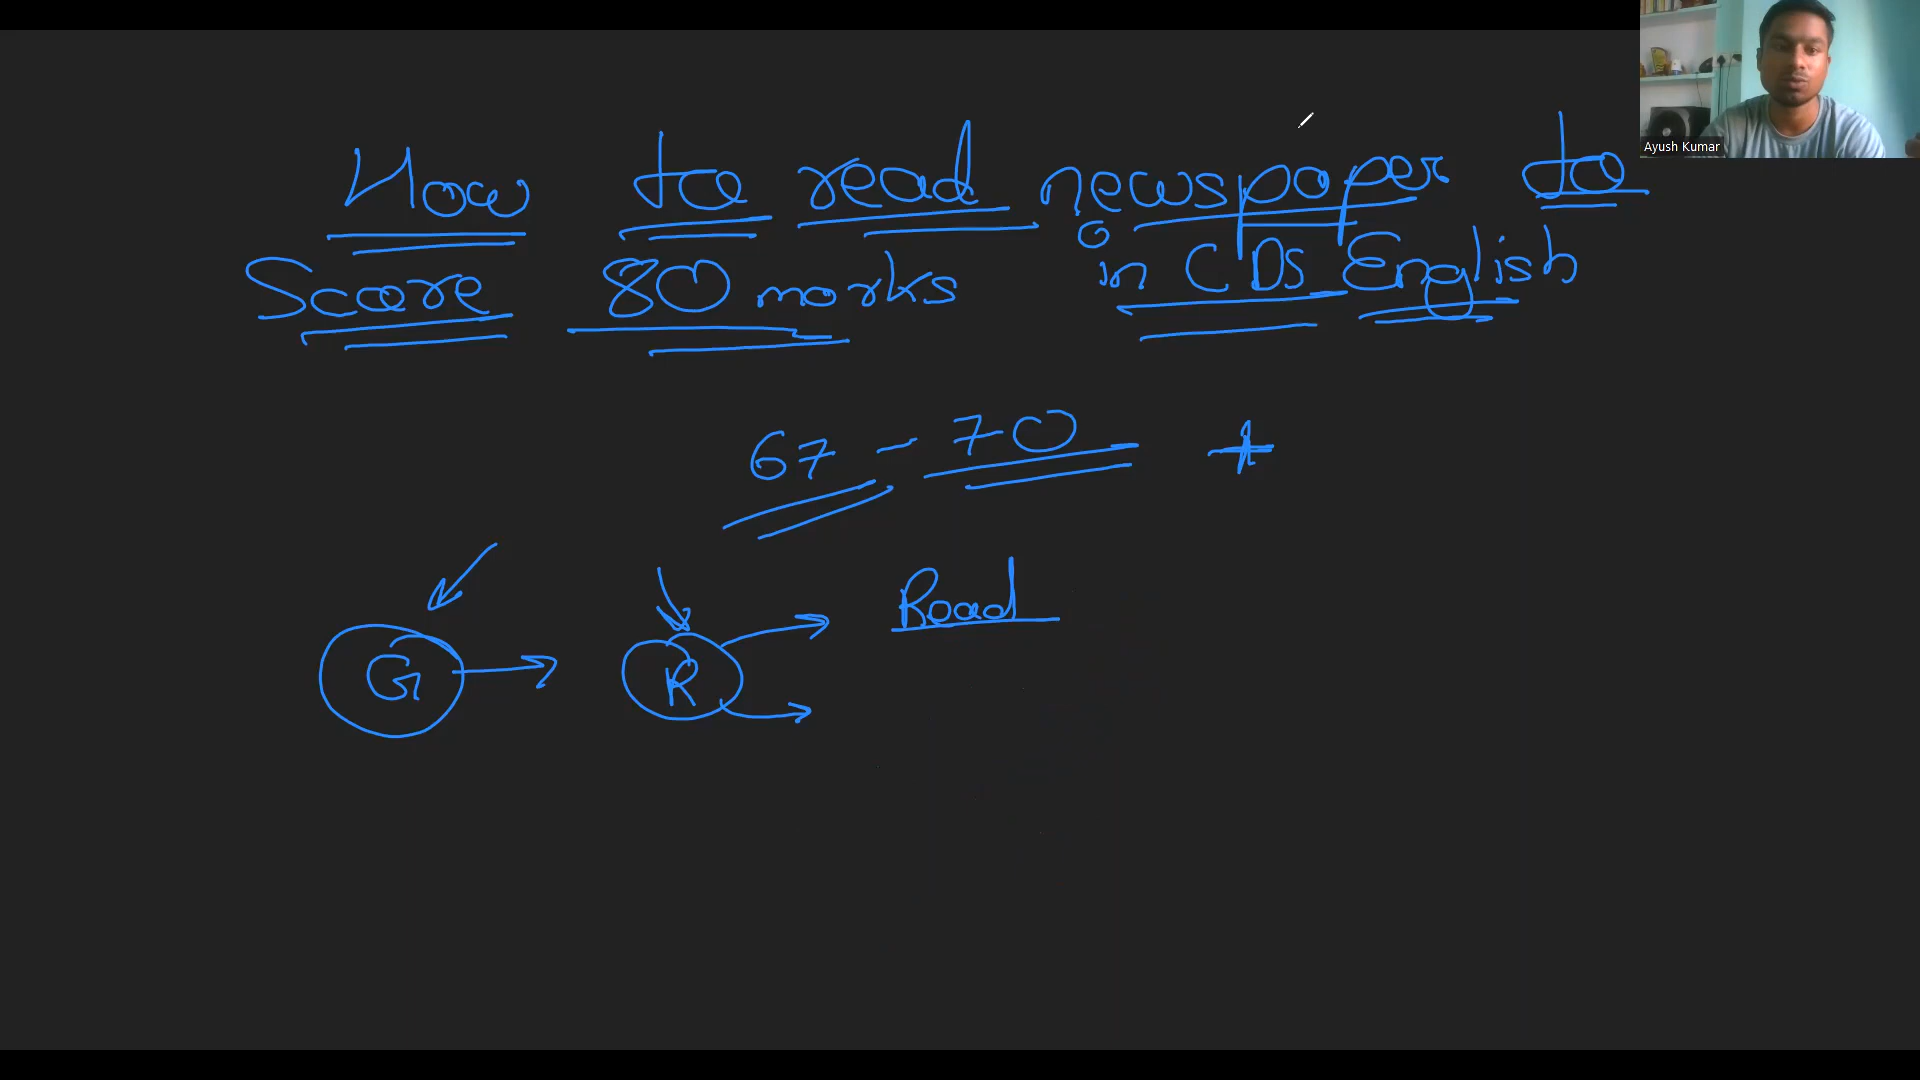 Ayush Kumar
How to read newspaper to
Score 80 marks in CDS English
67 - 70 +
Read
G R